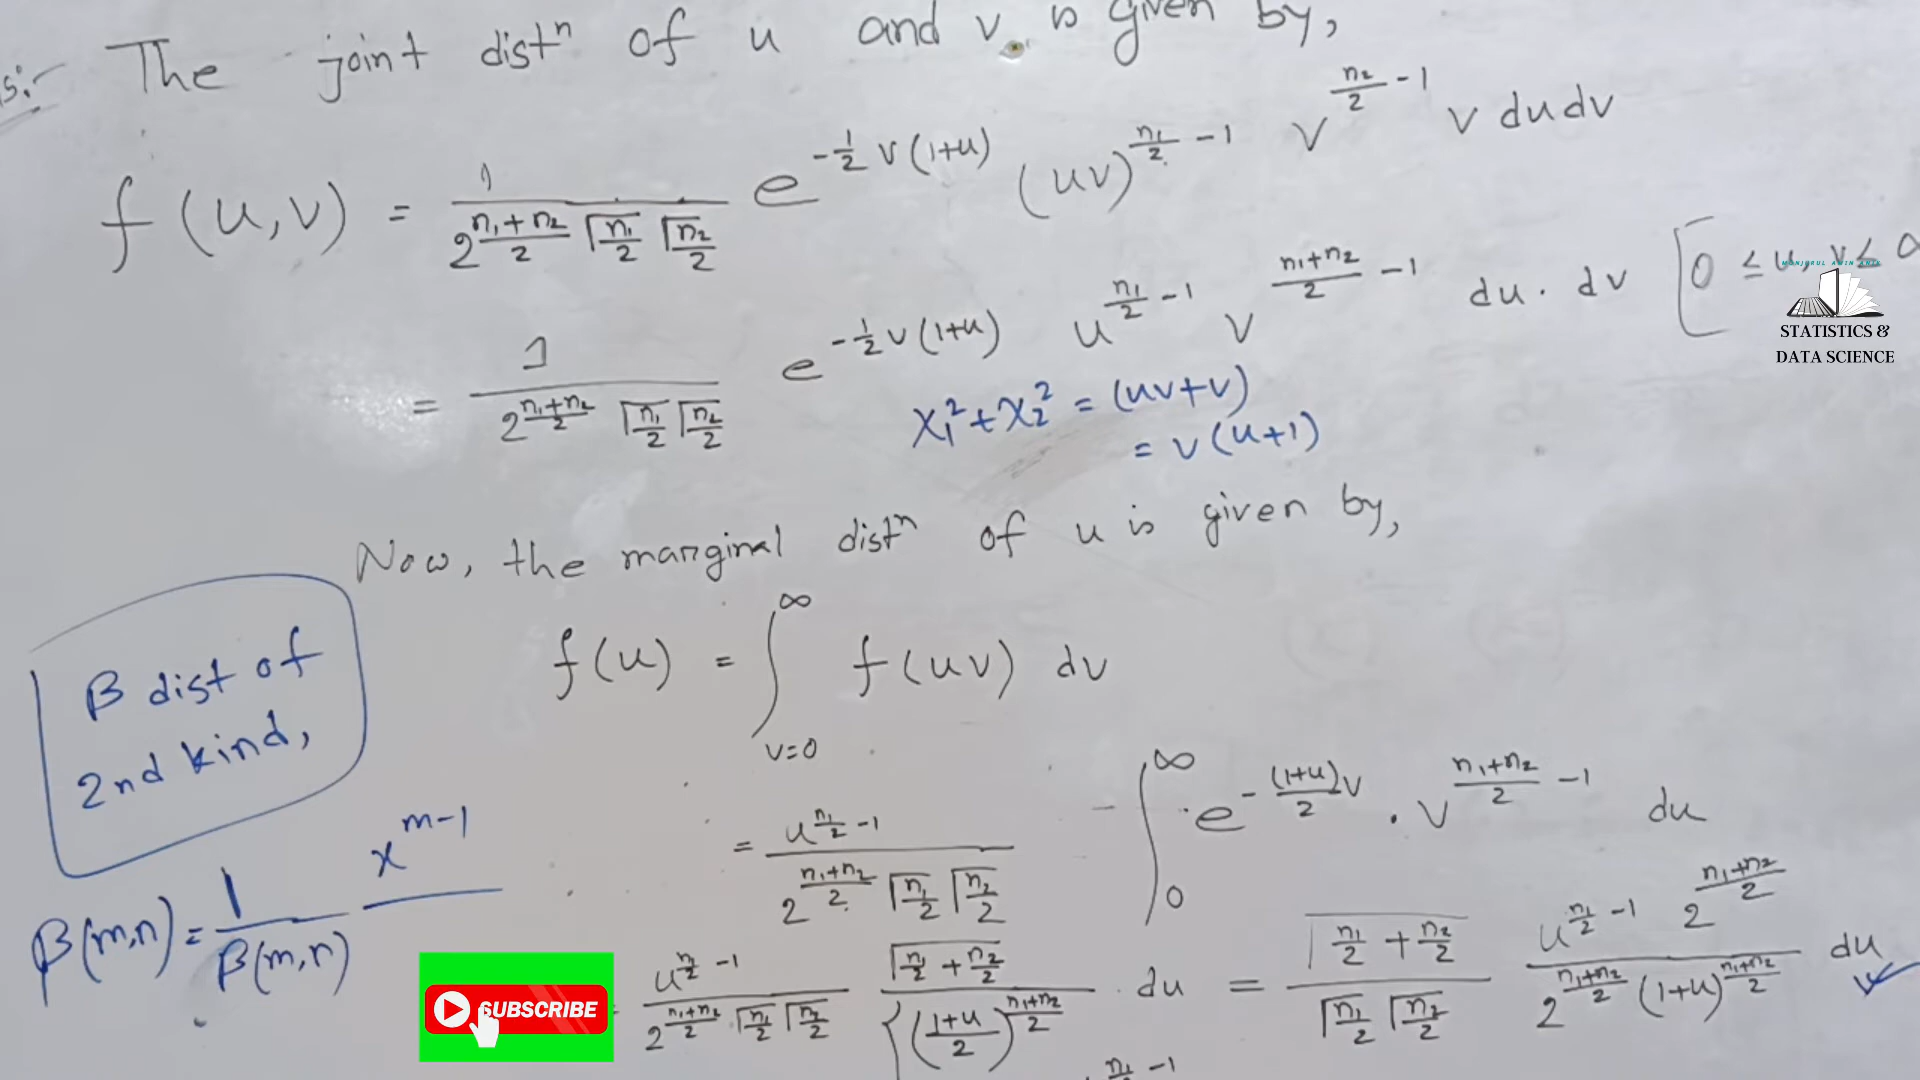 s:- The joint distⁿ of u and v is given by,
f(u,v) = 1 / 2^{(n₁+n₂)/2} Γ(n₁/2) Γ(n₂/2) e^{-1/2 v(1+u)} (uv)^{n₁/2 - 1} v^{n₂/2 - 1} v du dv
= 1 / 2^{(n₁+n₂)/2} Γ(n₁/2) Γ(n₂/2) e^{-1/2 v(1+u)} u^{n₁/2 - 1} v^{(n₁+n₂)/2 - 1} du. dv [0 ≤ u, v ≤
MONJURUL AMIN ANIK
STATISTICS &
DATA SCIENCE
χ₁² + χ₂² = (uv+v)
= v(u+1)
Now, the marginal distⁿ of u is given by,
f(u) = ∫_{v=0}^{∞} f(uv) dv
β dist of
2nd kind,
= u^{n₁/2 - 1} / 2^{(n₁+n₂)/2} Γ(n₁/2) Γ(n₂/2) ∫_0^∞ e^{-(1+u)v/2} . v^{(n₁+n₂)/2 - 1} du
β(m,n) = 1/β(m,n) x^{m-1}
= u^{n₁/2 - 1} / 2^{(n₁+n₂)/2} Γ(n₁/2) Γ(n₂/2) Γ(n₁/2 + n₂/2) / {((1+u)/2)^{(n₁+n₂)/2} . du = Γ(n₁/2 + n₂/2) / Γ(n₁/2) Γ(n₂/2) u^{n₁/2 - 1} 2^{(n₁+n₂)/2} / 2^{(n₁+n₂)/2} (1+u)^{(n₁+n₂)/2} du
SUBSCRIBE